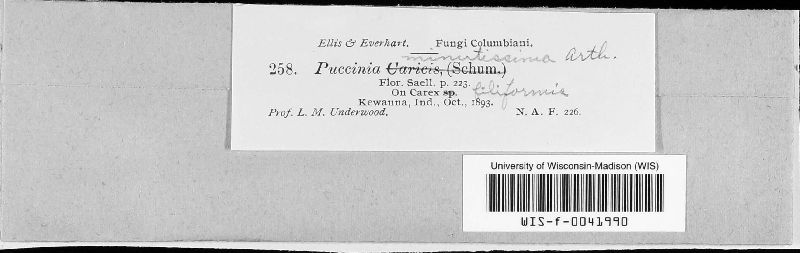 Ellis & Everhart. Fungi Columbiani.
minutissima Arth.
258. Puccinia Caricis, (Schum.)
Flor. Saell. p. 223.
On Carex sp. filiformis
Kewanna, Ind., Oct., 1893.
Prof. L. M. Underwood. N. A. F. 226.
University of Wisconsin-Madison (WIS)
WIS-f-0041990